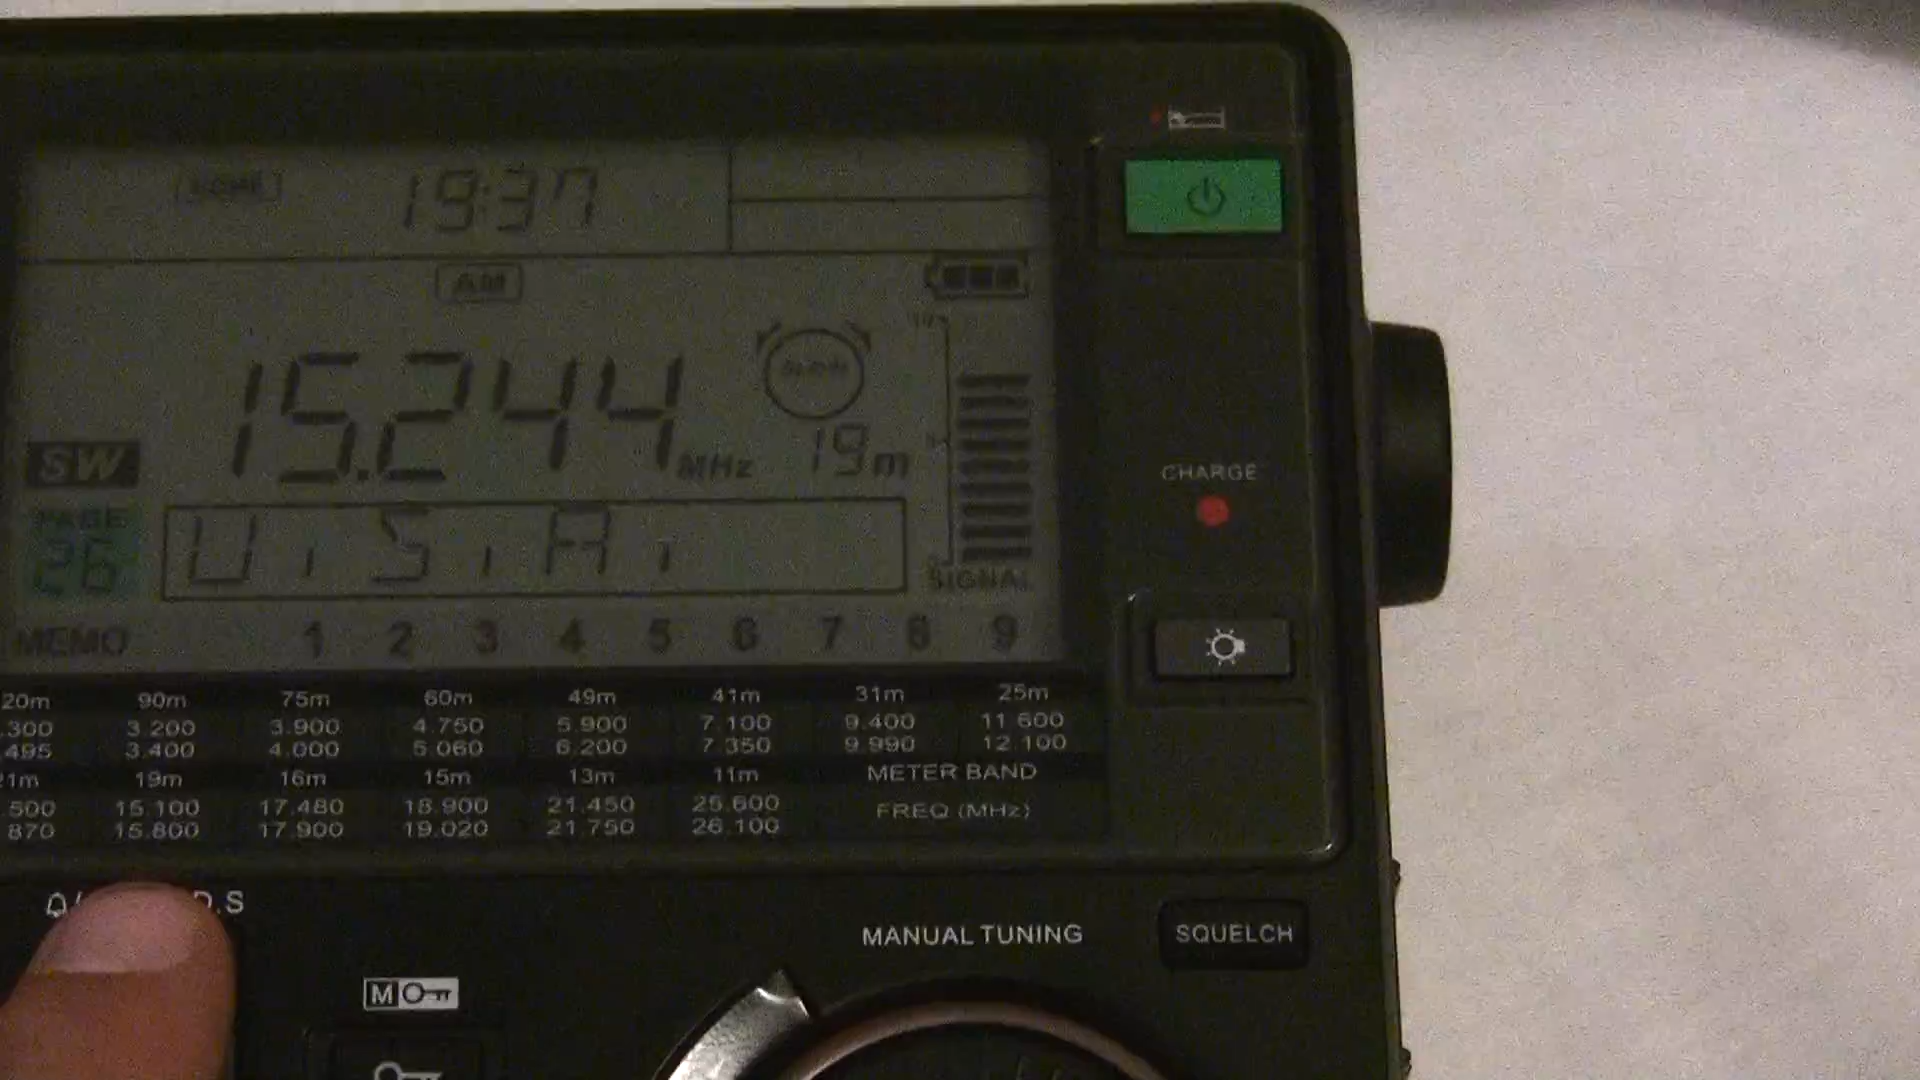 HOME 19:37
AM
15.244 MHz 19m
SW
PAGE
26
U.S.A.
SIGNAL
MEMO 1 2 3 4 5 6 7 8 9
CHARGE
20m 90m 75m 60m 49m 41m 31m 25m
.300 3.200 3.900 4.750 5.900 7.100 9.400 11.600
.495 3.400 4.000 5.060 6.200 7.350 9.990 12.100
21m 19m 16m 15m 13m 11m METER BAND
.500 15.100 17.480 18.900 21.450 25.600 FREQ (MHz)
.870 15.800 17.900 19.020 21.750 26.100
D.S
MANUAL TUNING
SQUELCH
M